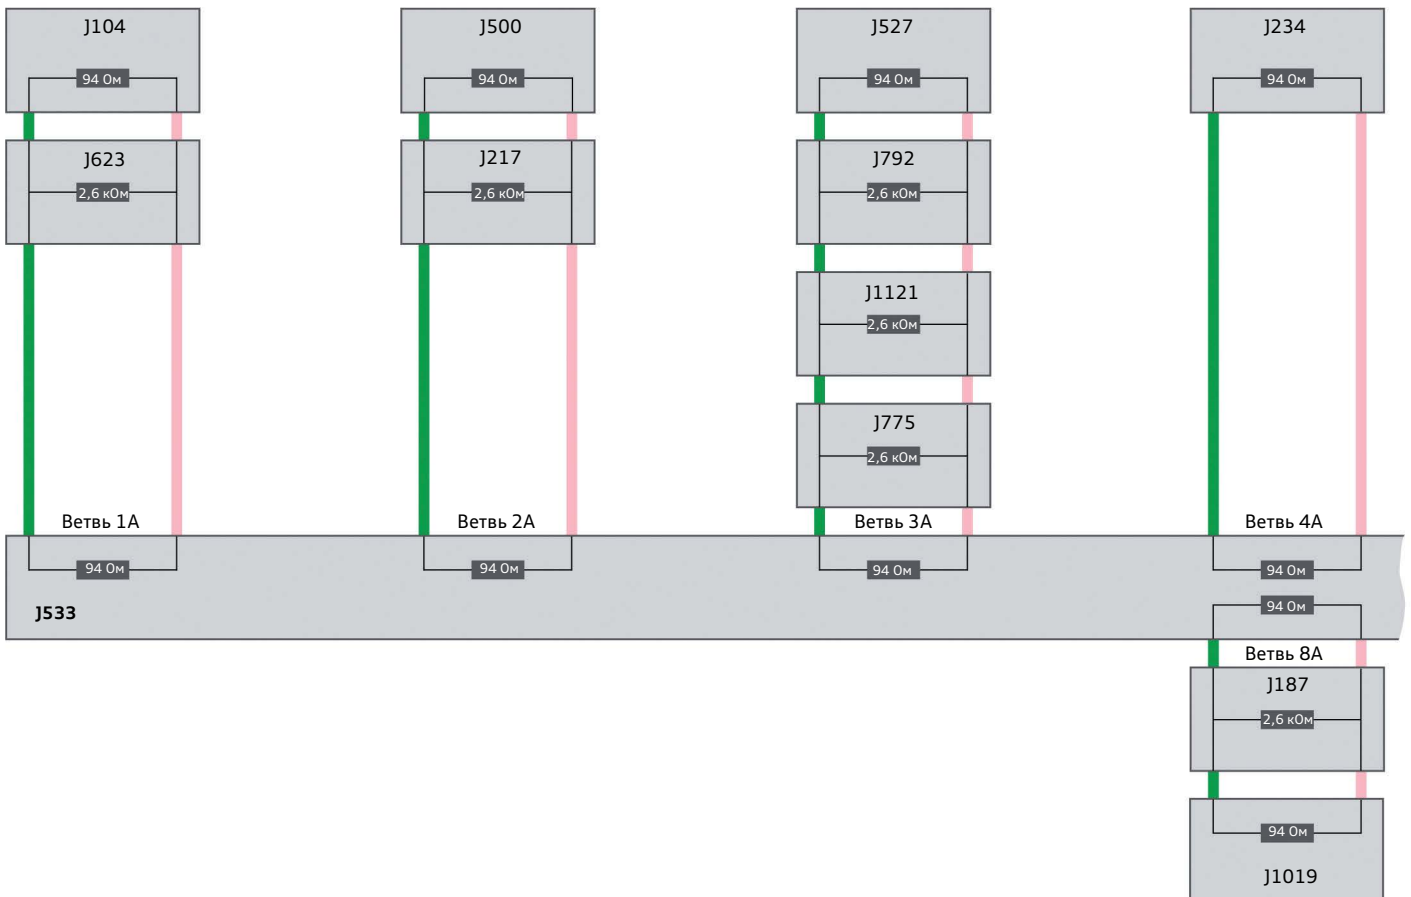 J104
J500
J527
J234
94 Ом
94 Ом
94 Ом
94 Ом
J623
J217
J792
2,6 кОм
2,6 кОм
2,6 кОм
J1121
2,6 кОм
J775
2,6 кОм
Ветвь 1A
Ветвь 2A
Ветвь 3A
Ветвь 4A
94 Ом
94 Ом
94 Ом
94 Ом
J533
94 Ом
Ветвь 8A
J187
2,6 кОм
94 Ом
J1019